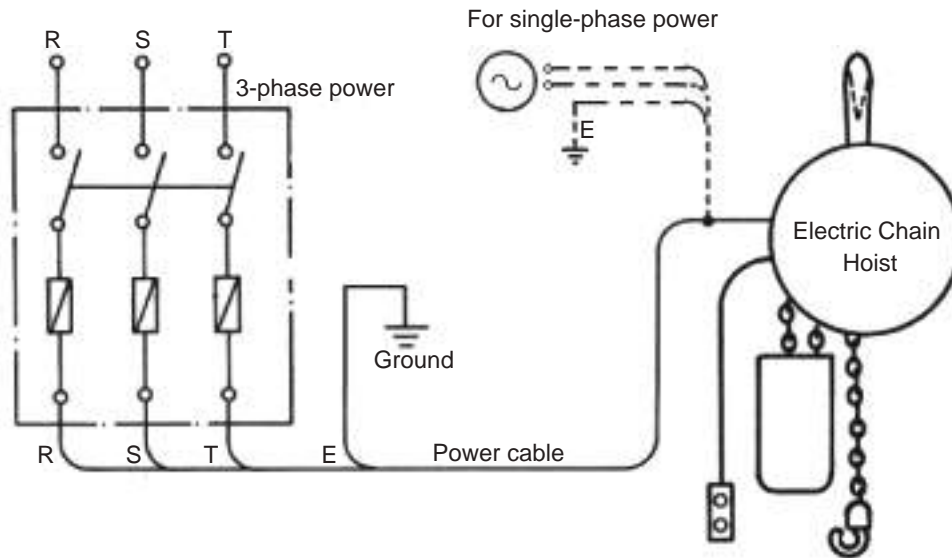 For single-phase power
R S T
3-phase power
E
Electric Chain
Hoist
Ground
R S T E Power cable